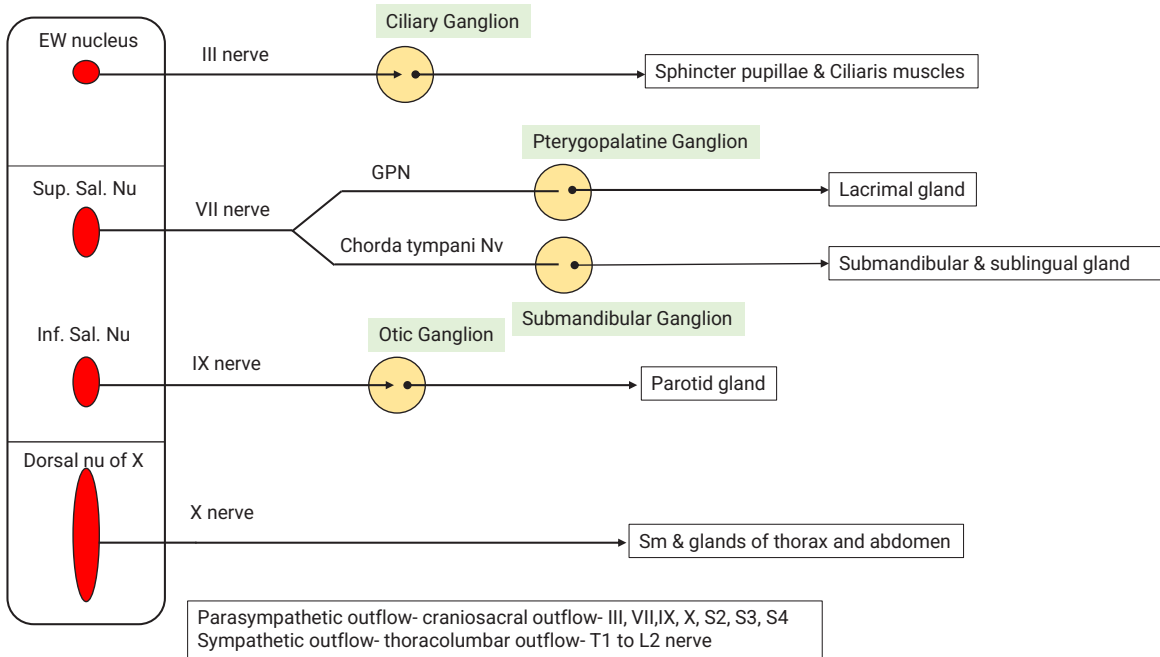 EW nucleus
III nerve
Ciliary Ganglion
Sphincter pupillae & Ciliaris muscles
Sup. Sal. Nu
VII nerve
GPN
Pterygopalatine Ganglion
Lacrimal gland
Chorda tympani Nv
Submandibular & sublingual gland
Submandibular Ganglion
Inf. Sal. Nu
IX nerve
Otic Ganglion
Parotid gland
Dorsal nu of X
X nerve
Sm & glands of thorax and abdomen
Parasympathetic outflow- craniosacral outflow- III, VII,IX, X, S2, S3, S4
Sympathetic outflow- thoracolumbar outflow- T1 to L2 nerve